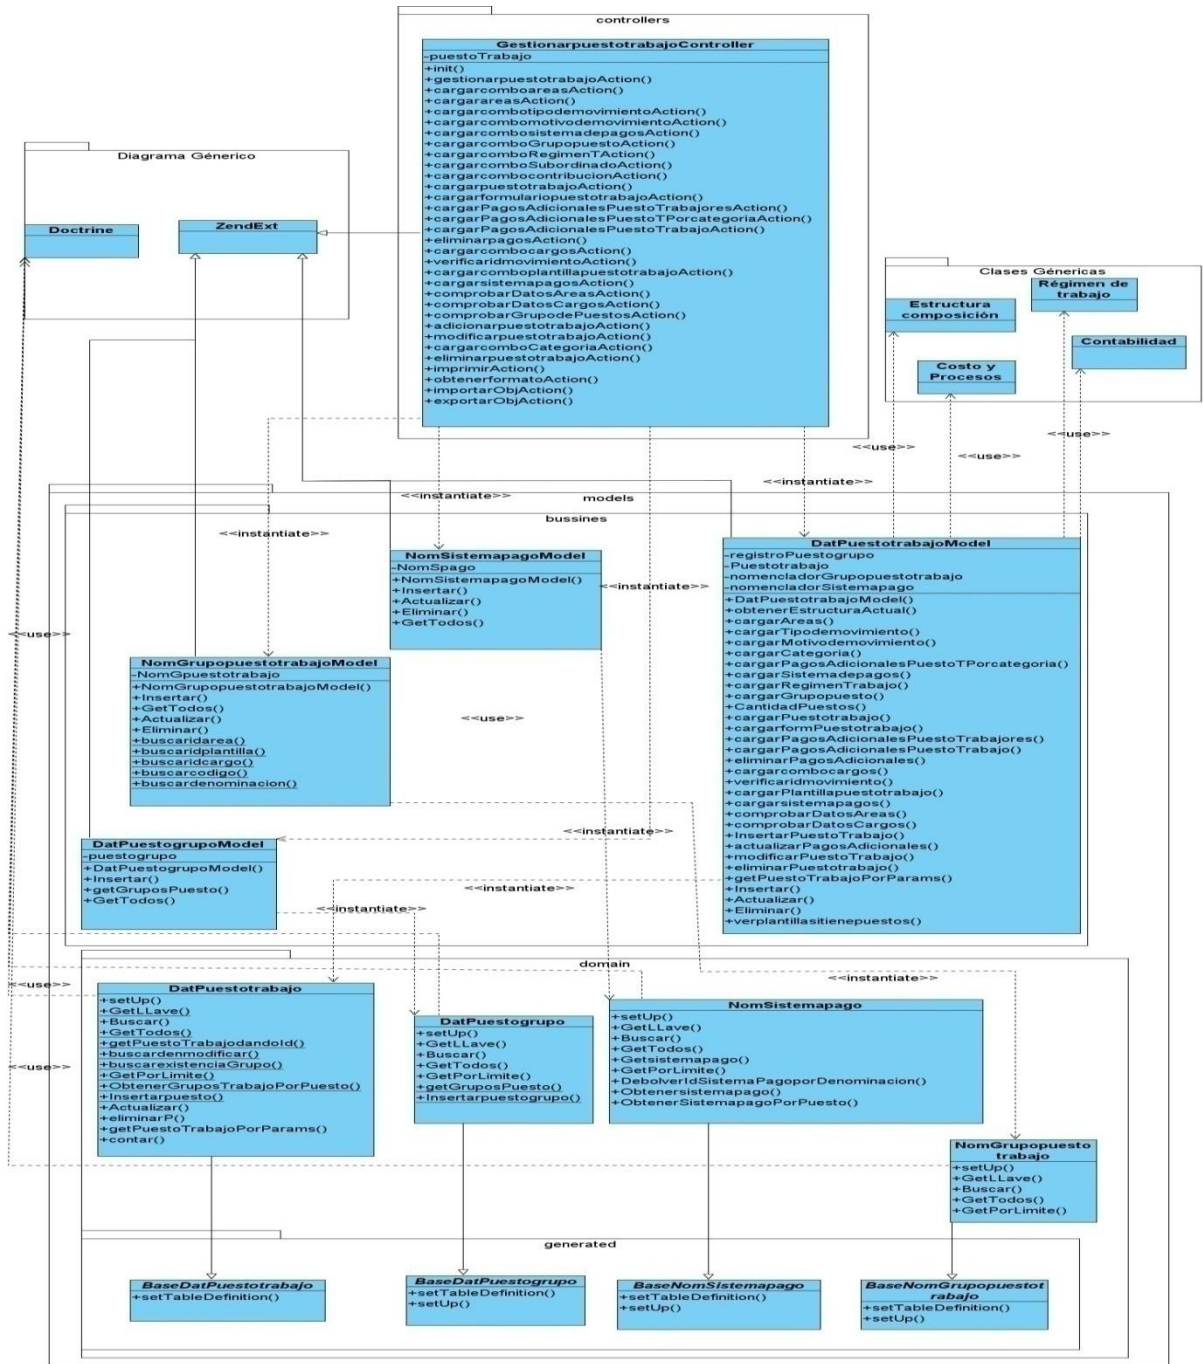 controllers
GestionarpuestotrabajoController
-puestoTrabajo
+init()
+gestionarpuestotrabajoAction()
+cargarcomboareasAction()
+cargarareasAction()
+cargarcombotipodemovimientoAction()
+cargarcombomotivodemovimientoAction()
+cargarcombosistemadepagosAction()
+cargarcomboGrupopuestoAction()
+cargarcomboRegimenTAction()
+cargarcomboSubordinadoAction()
+cargarcombocontribucionAction()
+cargarpuestotrabajoAction()
+cargarformulariopuestotrabajoAction()
+cargarPagosAdicionalesPuestoTrabajoresAction()
+cargarPagosAdicionalesPuestoTPorcategoriaAction()
+cargarPagosAdicionalesPuestoTrabajoAction()
+eliminarpagosAction()
+cargarcombocargosAction()
+verificaridmovimientoAction()
+cargarcomboplantillapuestotrabajoAction()
+cargarsistemapagosAction()
+comprobarDatosAreasAction()
+comprobarDatosCargosAction()
+comprobarGrupodePuestosAction()
+adicionarpuestotrabajoAction()
+modificarpuestotrabajoAction()
+cargarcomboCategoriaAction()
+eliminarpuestotrabajoAction()
+imprimirAction()
+obtenerformatoAction()
+importarObjAction()
+exportarObjAction()
Diagrama Génerico
Doctrine
ZendExt
Clases Génericas
Estructura
composición
Régimen de
trabajo
Contabilidad
Costo y
Procesos
<<use>>
<<use>>
<<use>>
<<instantiate>>
<<instantiate>>
models
bussines
<<instantiate>>
NomSistemapagoModel
-NomSpago
+NomSistemapagoModel()
+Insertar()
+Actualizar()
+Eliminar()
+GetTodos()
<<instantiate>>
DatPuestotrabajoModel
-registroPuestogrupo
-Puestotrabajo
-nomencladorGrupopuestotrabajo
-nomencladorSistemapago
+DatPuestotrabajoModel()
+obtenerEstructuraActual()
+cargarAreas()
+cargarTipodemovimiento()
+cargarMotivodemovimiento()
+cargarCategoria()
+cargarPagosAdicionalesPuestoTPorcategoria()
+cargarSistemadepagos()
+cargarRegimenTrabajo()
+cargarGrupopuesto()
+CantidadPuestos()
+cargarPuestotrabajo()
+cargarformPuestotrabajo()
+cargarPagosAdicionalesPuestoTrabajores()
+cargarPagosAdicionalesPuestoTrabajo()
+eliminarPagosAdicionales()
+cargarcombocargos()
+verificaridmovimiento()
+cargarPlantillapuestotrabajo()
+cargarsistemapagos()
+comprobarDatosAreas()
+comprobarDatosCargos()
+InsertarPuestoTrabajo()
+actualizarPagosAdicionales()
+modificarPuestoTrabajo()
+eliminarPuestotrabajo()
+getPuestoTrabajoPorParams()
+Insertar()
+Actualizar()
+Eliminar()
+verplantillasitienepuestos()
<<use>>
NomGrupopuestotrabajoModel
-NomGpuestotrabajo
+NomGrupopuestotrabajoModel()
+Insertar()
+GetTodos()
+Actualizar()
+Eliminar()
+buscaridarea()
+buscaridplantilla()
+buscaridcargo()
+buscarcodigo()
+buscardenominacion()
<<use>>
<<instantiate>>
DatPuestogrupoModel
-puestogrupo
+DatPuestogrupoModel()
+Insertar()
+getGruposPuesto()
+GetTodos()
<<instantiate>>
<<instantiate>>
domain
<<instantiate>>
<<use>>
DatPuestotrabajo
+setUp()
+GetLLave()
+Buscar()
+GetTodos()
+getPuestoTrabajodandoId()
+buscardenmodificar()
+buscarexistenciaGrupo()
+GetPorLimite()
+ObtenerGruposTrabajoPorPuesto()
+Insertarpuesto()
+Actualizar()
+eliminarP()
+getPuestoTrabajoPorParams()
+contar()
<<use>>
DatPuestogrupo
+setUp()
+GetLLave()
+Buscar()
+GetTodos()
+GetPorLimite()
+getGruposPuesto()
+Insertarpuestogrupo()
NomSistemapago
+setUp()
+GetLLave()
+Buscar()
+GetTodos()
+Getsistemapago()
+GetPorLimite()
+DebolverIdSistemaPagoporDenominacion()
+Obtenersistemapago()
+ObtenerSistemapagoPorPuesto()
NomGrupopuesto
trabajo
+setUp()
+GetLLave()
+Buscar()
+GetTodos()
+GetPorLimite()
generated
BaseDatPuestotrabajo
+setTableDefinition()
BaseDatPuestogrupo
+setTableDefinition()
+setUp()
BaseNomSistemapago
+setTableDefinition()
+setUp()
BaseNomGrupopuestot
rabajo
+setTableDefinition()
+setUp()